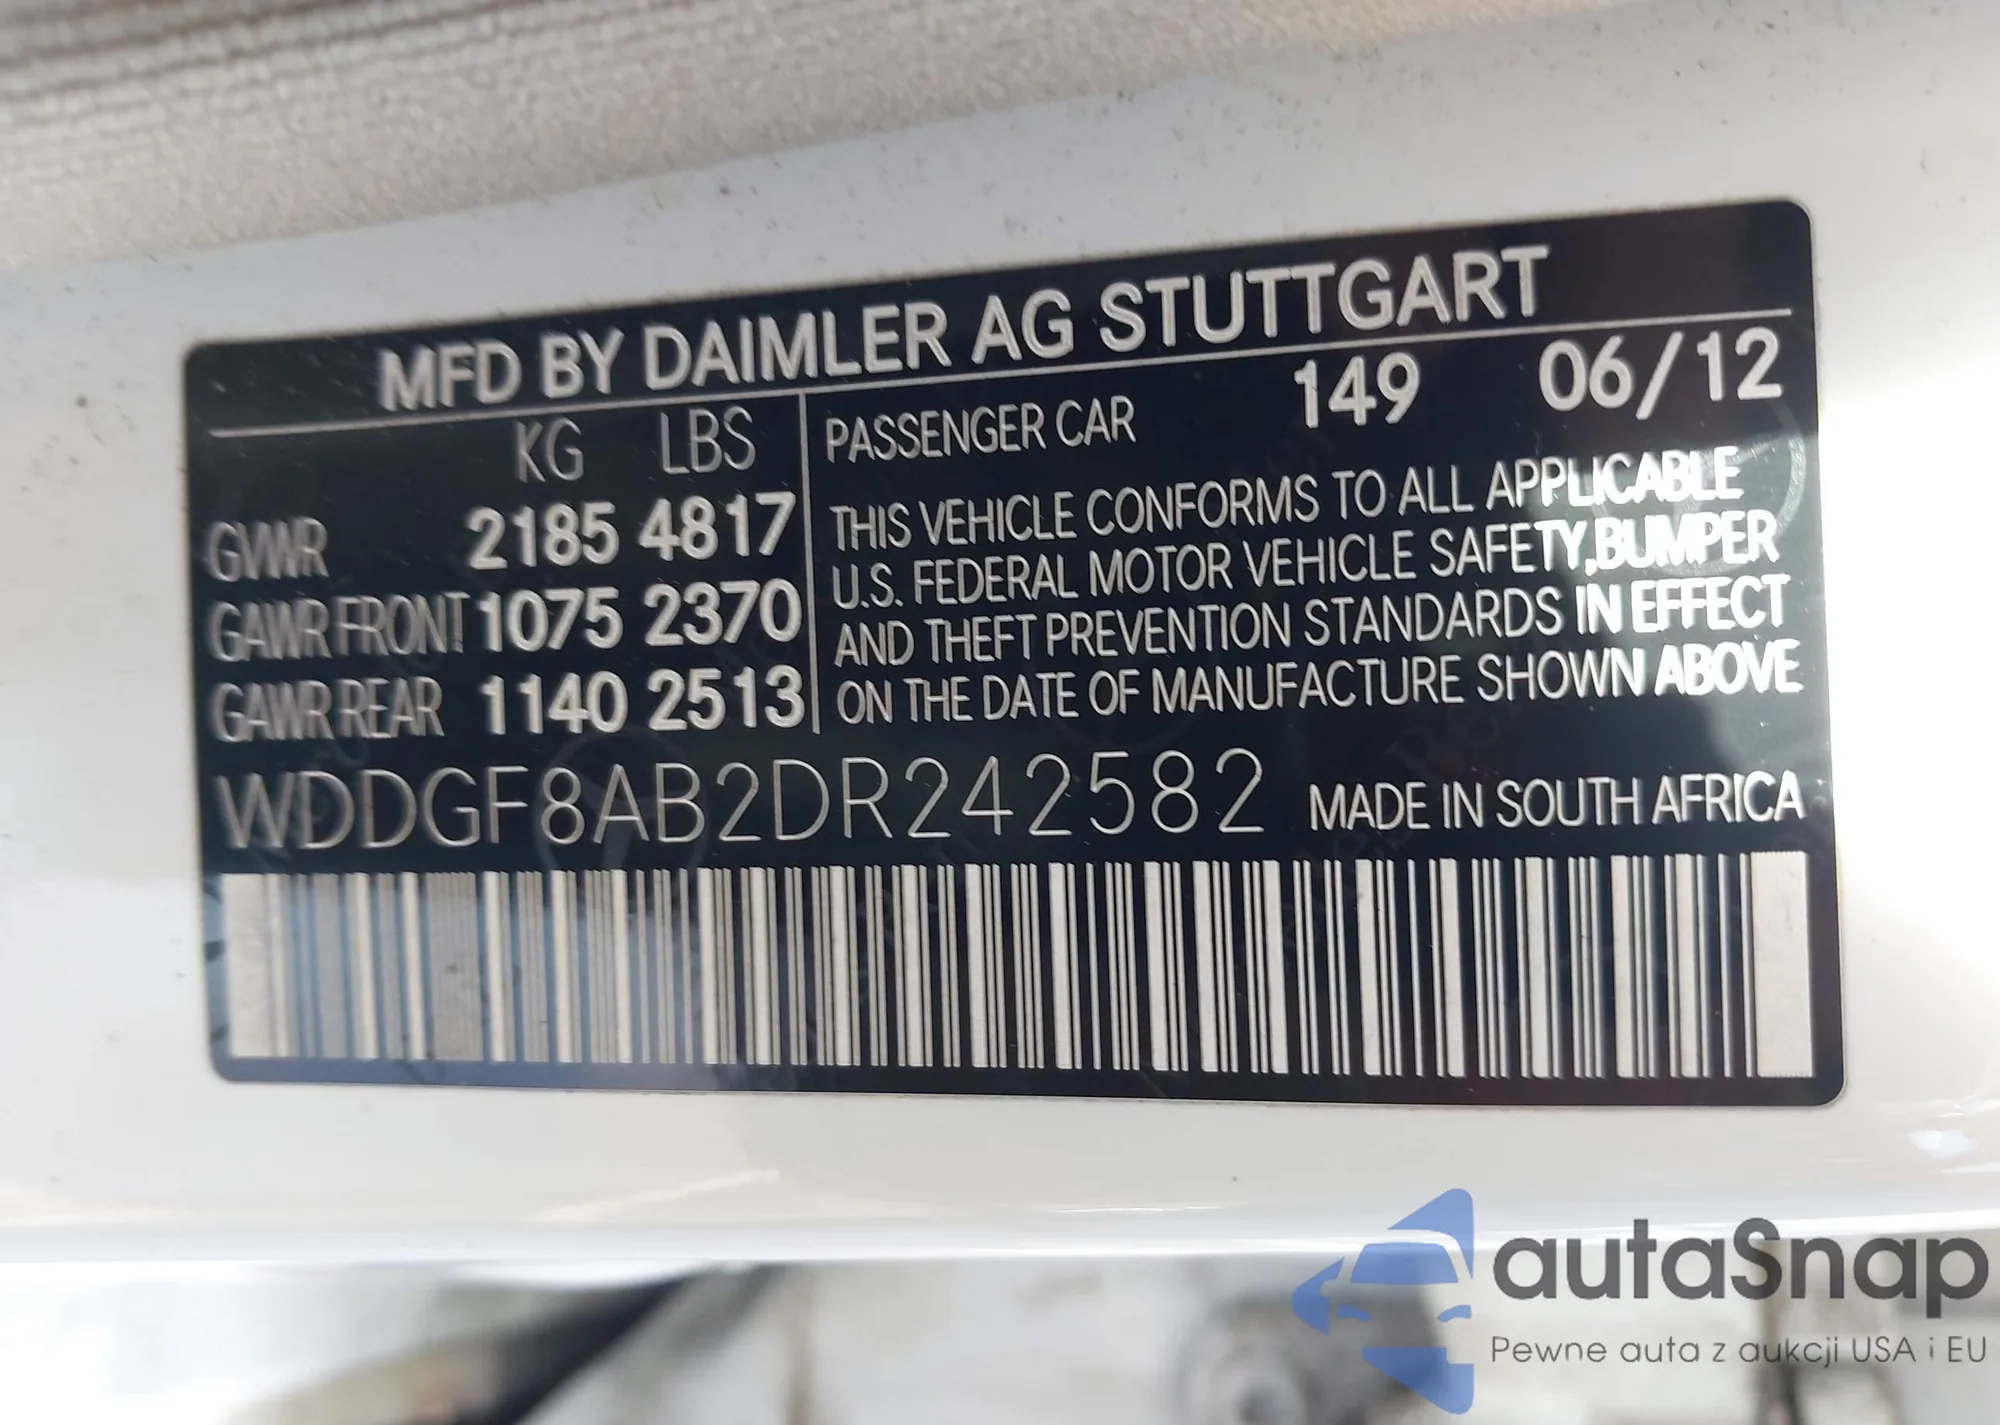 MFD BY DAIMLER AG STUTTGART
KG LBS
GVWR 2185 4817
GAWR FRONT 1075 2370
GAWR REAR 1140 2513
PASSENGER CAR 149 06/12
THIS VEHICLE CONFORMS TO ALL APPLICABLE
U.S. FEDERAL MOTOR VEHICLE SAFETY,BUMPER
AND THEFT PREVENTION STANDARDS IN EFFECT
ON THE DATE OF MANUFACTURE SHOWN ABOVE
WDDGF8AB2DR242582 MADE IN SOUTH AFRICA
autaSnap
Pewne auta z aukcji USA i EU